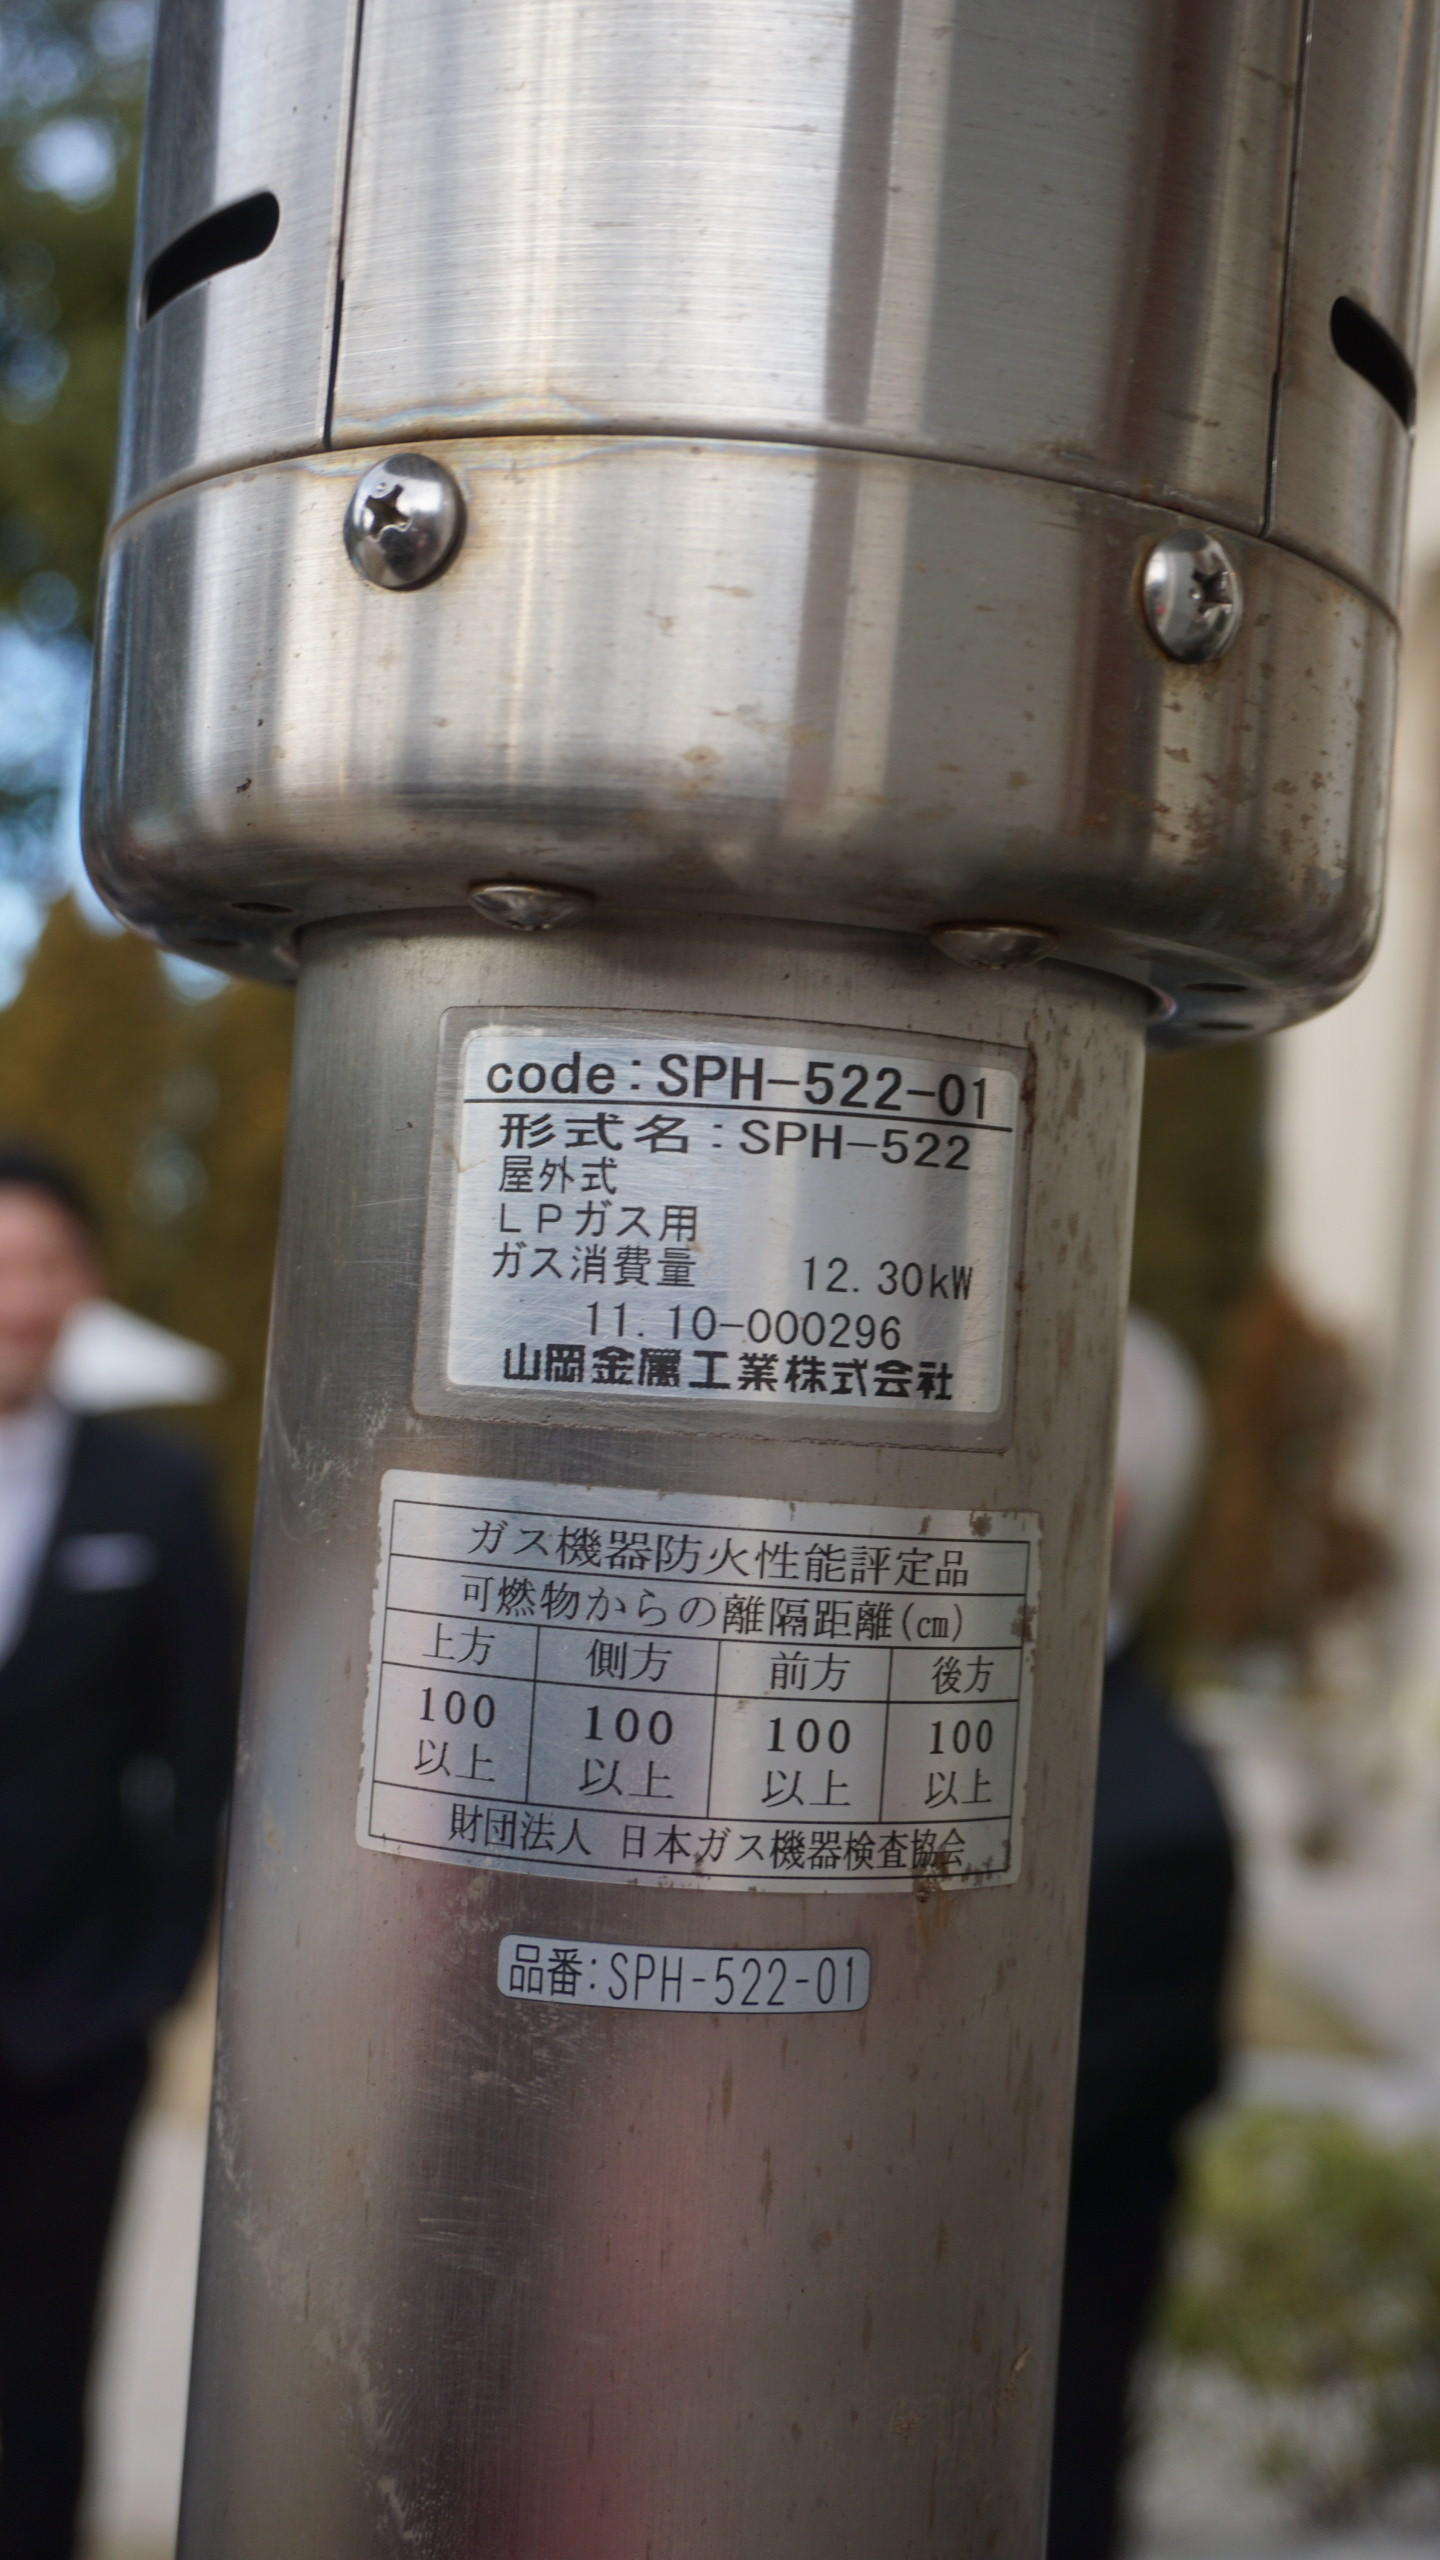 code:SPH-522-01
形式名:SPH-522
屋外式
LPガス用
ガス消費量 12.30kW
11.10-000296
山岡金属工業株式会社
ガス機器防火性能評定品
可燃物からの離隔距離(cm)
上方 側方 前方 後方
100 100 100 100
以上 以上 以上 以上
財団法人 日本ガス機器検査協会
品番:SPH-522-01